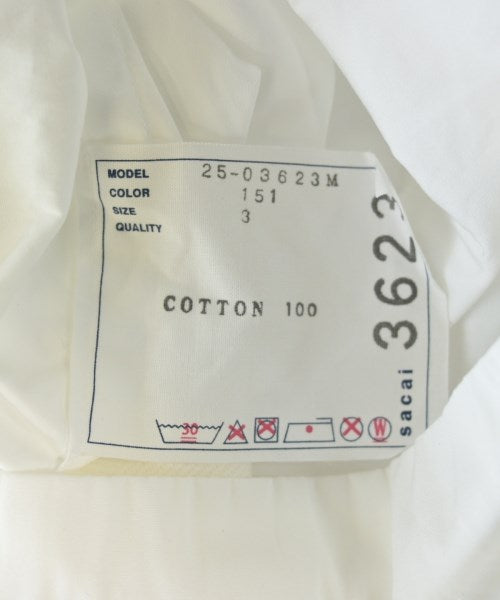 MODEL 25-03623M
COLOR 151
SIZE 3
QUALITY
COTTON 100
30
W
sacai 3623